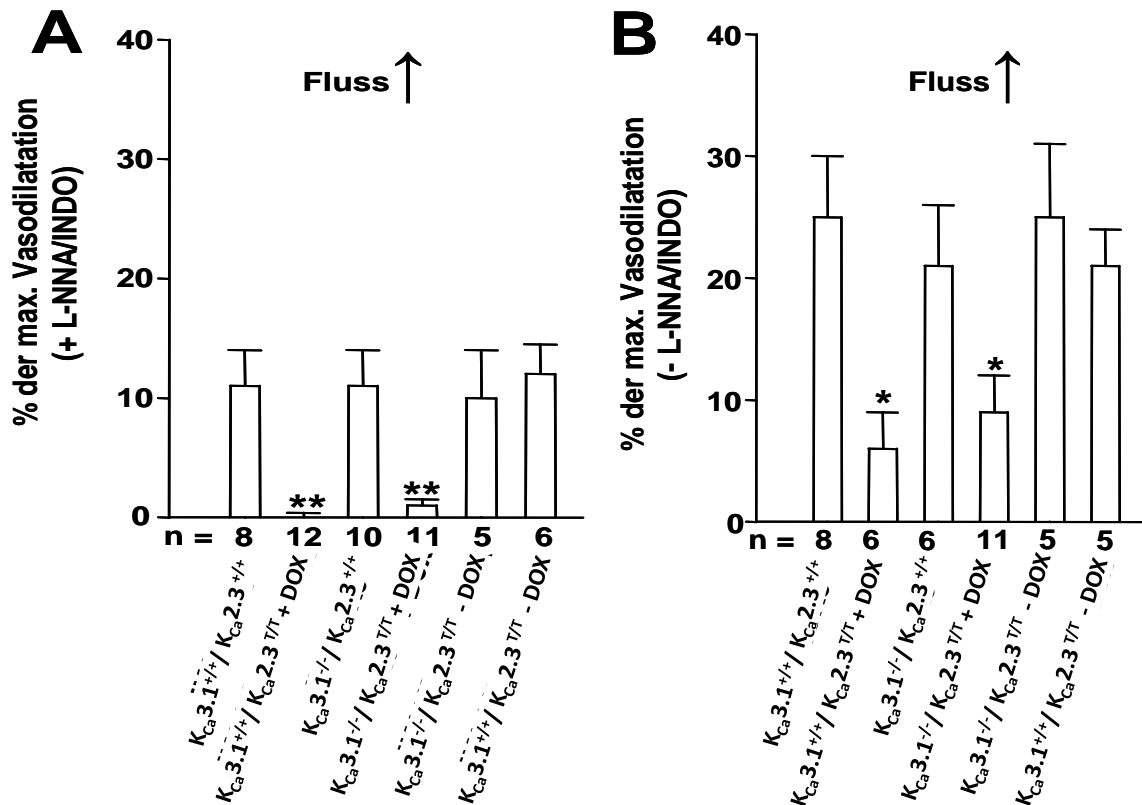 A
40
30
20
10
0
% der max. Vasodilatation
(+ L-NNA/INDO)
Fluss ↑
** **
n = 8 12 10 11 5 6
KCa3.1+/+/ KCa2.3+/+
KCa3.1+/+/ KCa2.3T/T + DOX
KCa3.1-/-/ KCa2.3+/+
KCa3.1-/-/ KCa2.3T/T + DOX
KCa3.1-/-/ KCa2.3T/T - DOX
KCa3.1+/+/ KCa2.3T/T - DOX
B
40
30
20
10
0
% der max. Vasodilatation
(- L-NNA/INDO)
Fluss ↑
* *
n = 8 6 6 11 5 5
KCa3.1+/+/ KCa2.3+/+
KCa3.1+/+/ KCa2.3T/T + DOX
KCa3.1-/-/ KCa2.3+/+
KCa3.1-/-/ KCa2.3T/T + DOX
KCa3.1-/-/ KCa2.3T/T - DOX
KCa3.1+/+/ KCa2.3T/T - DOX